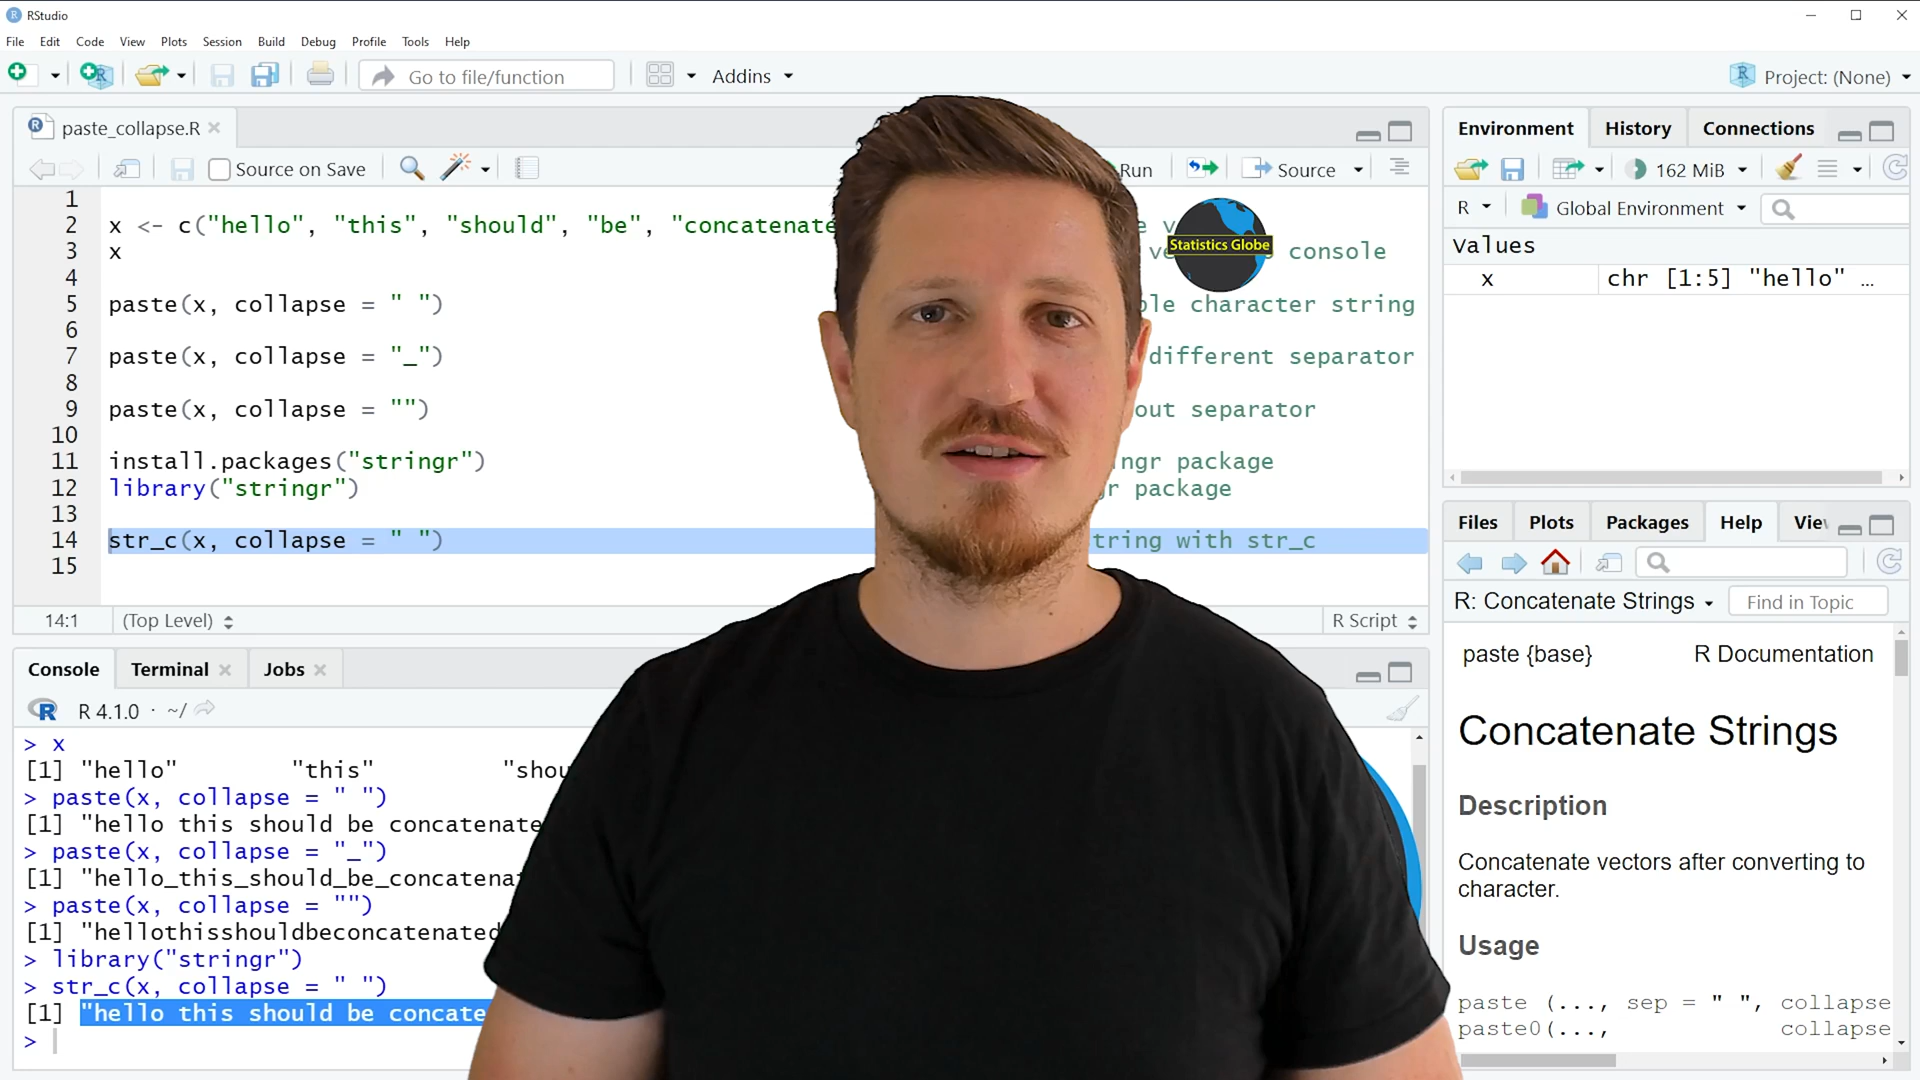 RStudio
File Edit Code View Plots Session Build Debug Profile Tools Help
Go to file/function Addins Project: (None)
paste_collapse.R
Source on Save Run Source
1
2 x <- c("hello", "this", "should", "be", "concatenate
3 x console
4
5 paste(x, collapse = " ") character string
6
7 paste(x, collapse = "_") different separator
8
9 paste(x, collapse = "") out separator
10
11 install.packages("stringr") package
12 library("stringr") package
13
14 str_c(x, collapse = " ") tring with str_c
15
14:1 (Top Level) R Script
Statistics Globe
Console Terminal Jobs
R 4.1.0 · ~/
> x
[1] "hello" "this" "shou
> paste(x, collapse = " ")
[1] "hello this should be concatenate
> paste(x, collapse = "_")
[1] "hello_this_should_be_concatena
> paste(x, collapse = "")
[1] "hellothisshouldbeconcatenated
> library("stringr")
> str_c(x, collapse = " ")
[1] "hello this should be concate
>
Environment History Connections
162 MiB
R Global Environment
Values
x chr [1:5] "hello" …
Files Plots Packages Help Vie
R: Concatenate Strings Find in Topic
paste {base} R Documentation
Concatenate Strings
Description
Concatenate vectors after converting to
character.
Usage
paste (..., sep = " ", collapse
paste0(..., collapse